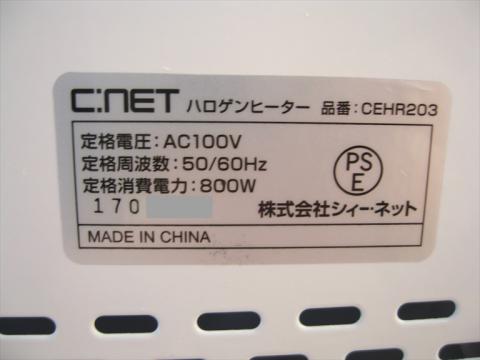 C:NET ハロゲンヒーター 品番：CEHR203
定格電圧：AC100V
定格周波数：50/60Hz
定格消費電力：800W
170
PS
E
株式会社シィー・ネット
MADE IN CHINA